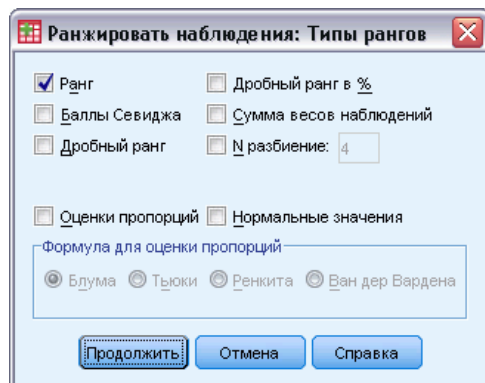 Ранжировать наблюдения: Типы рангов
Ранг
Дробный ранг в %
Баллы Севиджа
Сумма весов наблюдений
Дробный ранг
N разбиение: 4
Оценки пропорций
Нормальные значения
Формула для оценки пропорций
Блума
Тьюки
Ренкита
Ван дер Вардена
Продолжить
Отмена
Справка